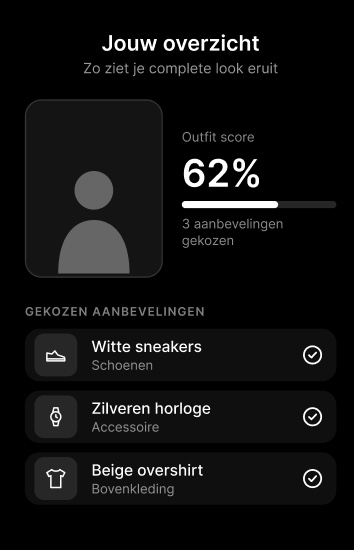 Jouw overzicht
Zo ziet je complete look eruit
Outfit score
62%
3 aanbevelingen
gekozen
GEKOZEN AANBEVELINGEN
Witte sneakers
Schoenen
Zilveren horloge
Accessoire
Beige overshirt
Bovenkleding